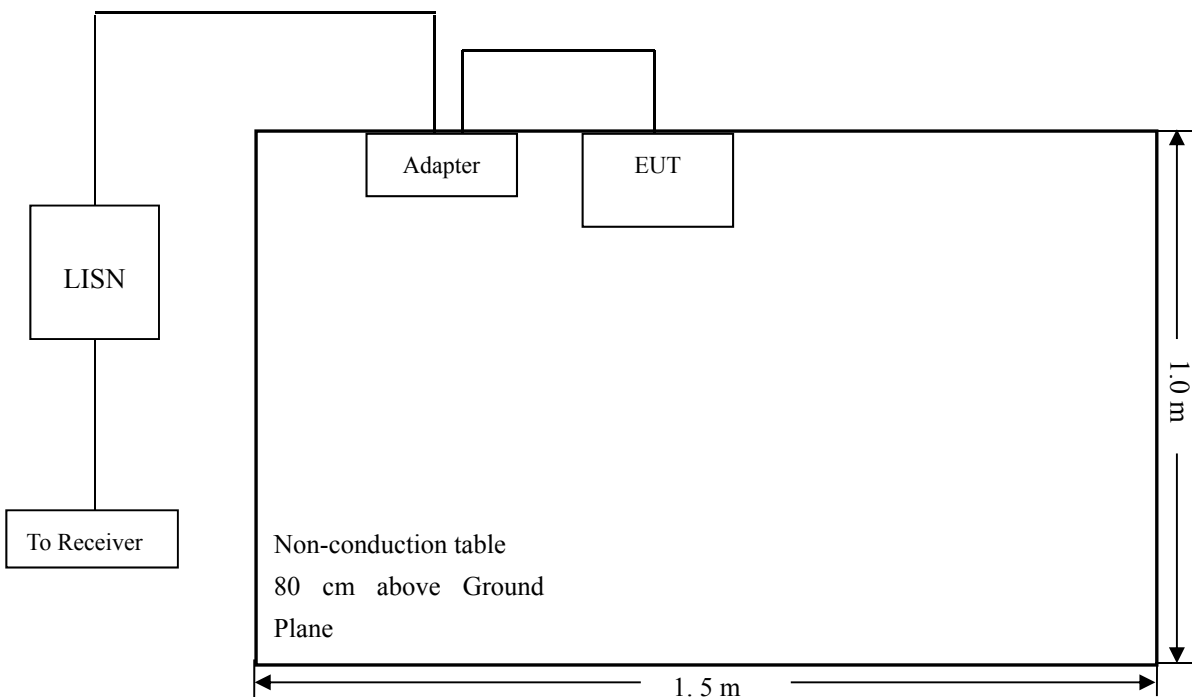 Adapter
EUT
LISN
1.0 m
To Receiver
Non-conduction table
80 cm above Ground
Plane
1. 5 m